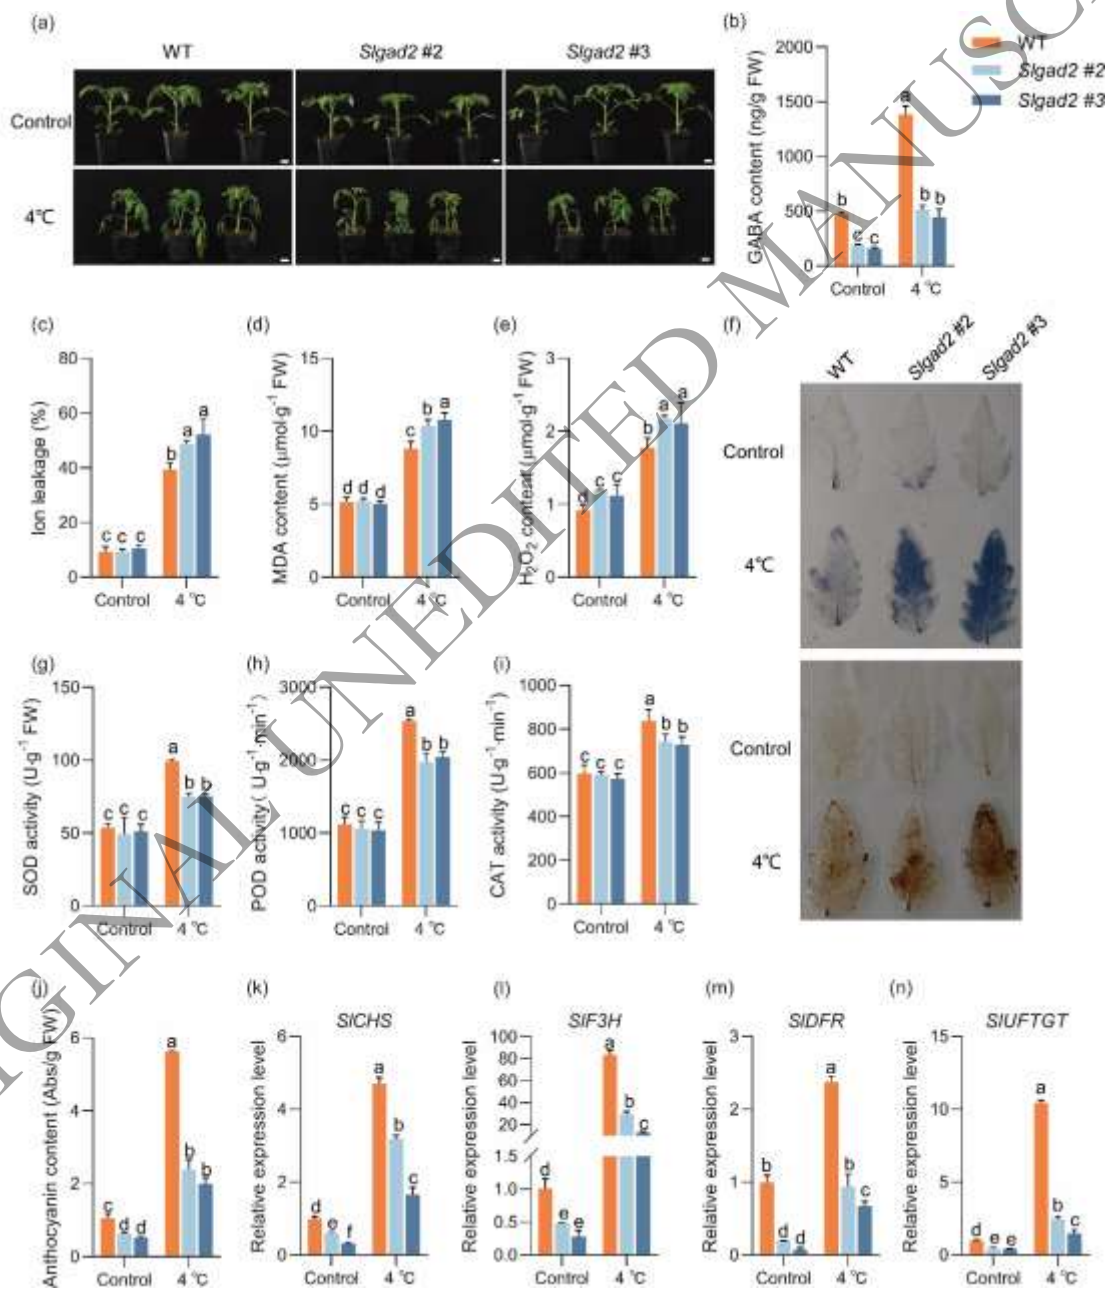 (a)
WT
Slgad2 #2
Slgad2 #3
Control
4℃
(b)
WT
Slgad2 #2
Slgad2 #3
GABA content (ng/g FW)
2000
1500
1000
500
0
b
c
c
a
b
b
Control
4 ℃
(c)
Ion leakage (%)
80
60
40
20
0
c
c
c
b
a
a
Control
4 ℃
(d)
MDA content (μmol·g⁻¹ FW)
15
10
5
0
d
d
d
c
b
a
Control
4 ℃
(e)
H₂O₂ content (μmol·g⁻¹ FW)
3
2
1
0
d
c
c
b
a
a
Control
4 ℃
(f)
WT
Slgad2 #2
Slgad2 #3
Control
4℃
Control
4℃
(g)
SOD activity (U·g⁻¹ FW)
150
100
50
0
c
c
c
a
b
b
Control
4 ℃
(h)
POD activity( U·g⁻¹·min⁻¹)
3000
2000
1000
0
c
c
c
a
b
b
Control
4 ℃
(i)
CAT activity (U·g⁻¹·min⁻¹)
1000
800
600
400
200
0
c
c
c
a
b
b
Control
4 ℃
(j)
Anthocyanin content (Abs/g FW)
6
4
2
0
c
d
d
a
b
b
Control
4 ℃
(k)
SlCHS
Relative expression level
6
4
2
0
d
e
f
a
b
c
Control
4 ℃
(l)
SlF3H
Relative expression level
100
80
60
40
20
1.5
1.0
0.5
0.0
d
e
e
a
b
c
Control
4 ℃
(m)
SlDFR
Relative expression level
3
2
1
0
b
d
d
a
b
c
Control
4 ℃
(n)
SlUFTGT
Relative expression level
15
10
5
0
d
e
e
a
b
c
Control
4 ℃
GINAL UNEDITED MANUSC